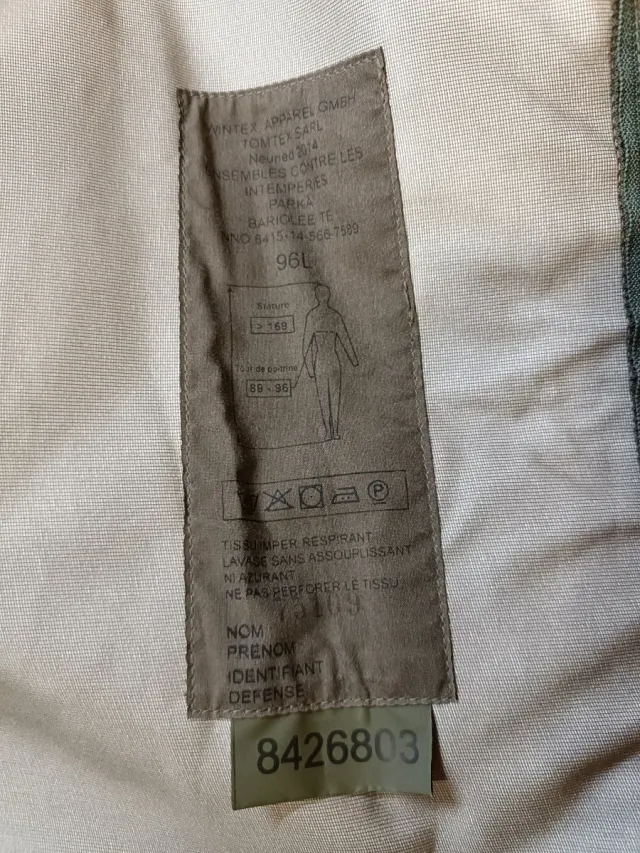 WINTEX APPAREL GMBH
TOMTEX SARL
Neuned 2014
ENSEMBLES CONTRE LES
INTEMPERIES
PARKA
BARIOLEE TE
NNO 8415-14-566-7589
96L
Stature
> 169
Tour de poitrine
89 - 96
P
TISSU IMPER RESPIRANT
LAVAGE SANS ASSOUPLISSANT
NI AZURANT
NE PAS PERFORER LE TISSU
NOM
PRENOM
IDENTIFIANT
DEFENSE
8426803